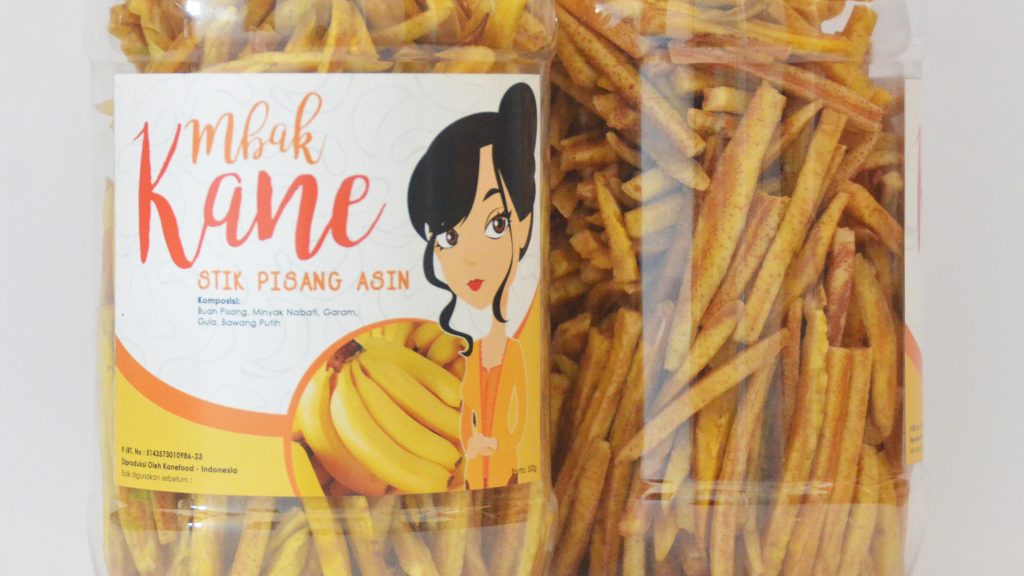 Mbak
Kane
STIK PISANG ASIN
Komposisi:
Buah Pisang, Minyak Nabati, Garam,
Gula, Bawang Putih
P-IRT. No : 5143573010986-23
Diproduksi Oleh Kanefood - Indonesia
Baik digunakan sebelum :
500g